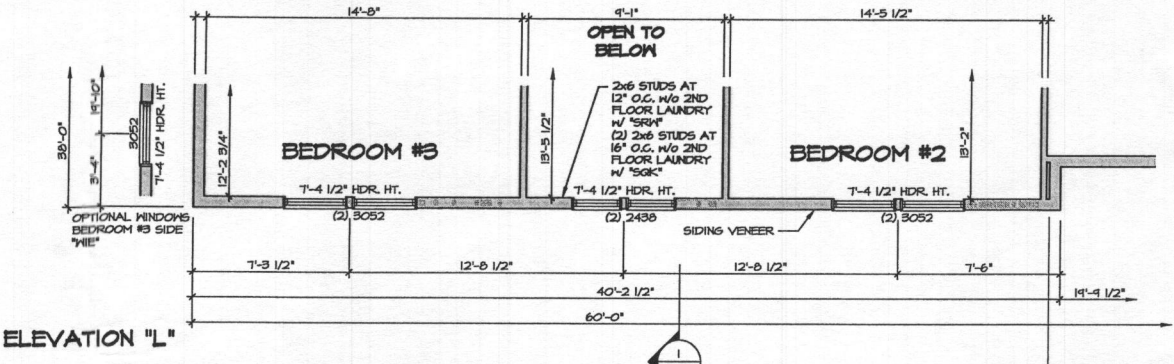 14'-8"
9'-1"
14'-5 1/2"
OPEN TO
BELOW
2x6 STUDS AT
12" O.C. W/O 2ND
FLOOR LAUNDRY
W/ "SRW"
(2) 2x6 STUDS AT
16" O.C. W/O 2ND
FLOOR LAUNDRY
W/ "SGK"
38'-0"
19'-10"
3'-4"
3052
7'-4 1/2" HDR. HT.
12'-2 3/4"
BEDROOM #3
13'-5 1/2"
BEDROOM #2
13'-2"
7'-4 1/2" HDR. HT.
7'-4 1/2" HDR. HT.
7'-4 1/2" HDR. HT.
(2) 3052
(2) 2438
(2) 3052
OPTIONAL WINDOWS
BEDROOM #3 SIDE
"WIE"
SIDING VENEER
7'-3 1/2"
12'-8 1/2"
12'-8 1/2"
7'-6"
40'-2 1/2"
19'-9 1/2"
60'-0"
ELEVATION "L"
1